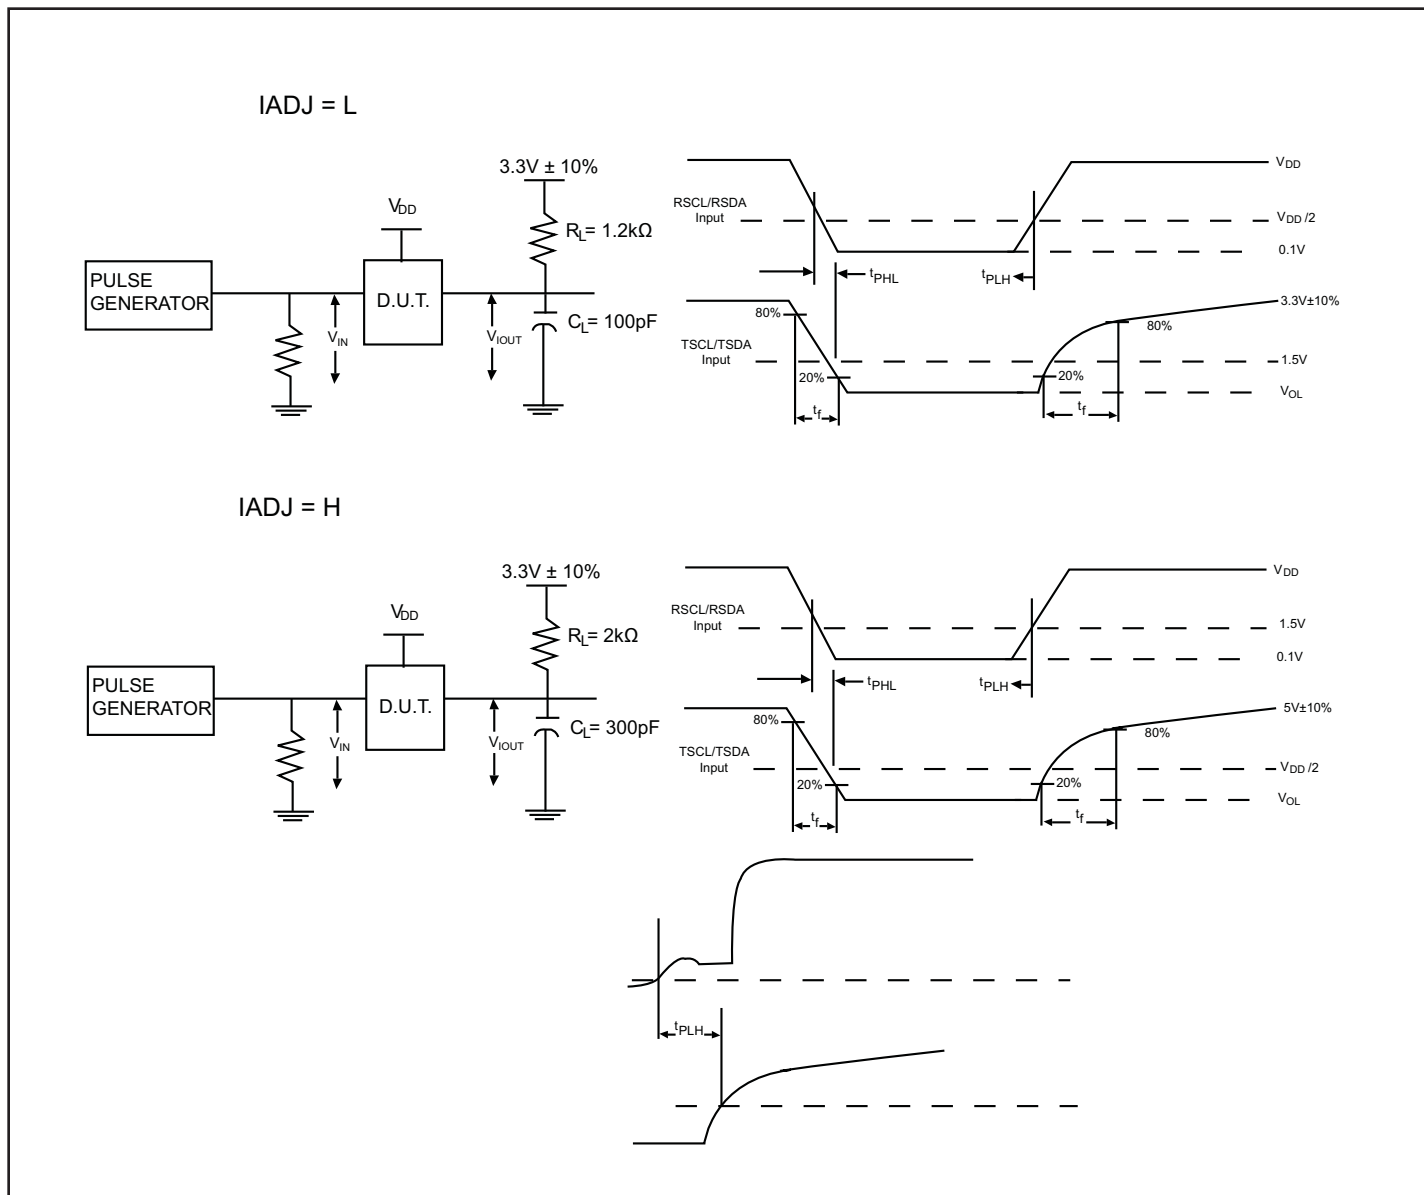 IADJ = L
3.3V ± 10%
VDD
RL= 1.2kΩ
PULSE
GENERATOR
D.U.T.
VIN
VIOUT
CL= 100pF
VDD
RSCL/RSDA
Input
VDD /2
0.1V
tPHL
tPLH
3.3V±10%
80%
80%
TSCL/TSDA
Input
1.5V
20%
20%
VOL
tf
tf
IADJ = H
3.3V ± 10%
VDD
RL= 2kΩ
PULSE
GENERATOR
D.U.T.
VIN
VIOUT
CL= 300pF
VDD
RSCL/RSDA
Input
1.5V
0.1V
tPHL
tPLH
5V±10%
80%
80%
TSCL/TSDA
Input
VDD /2
20%
20%
VOL
tf
tf
tPLH